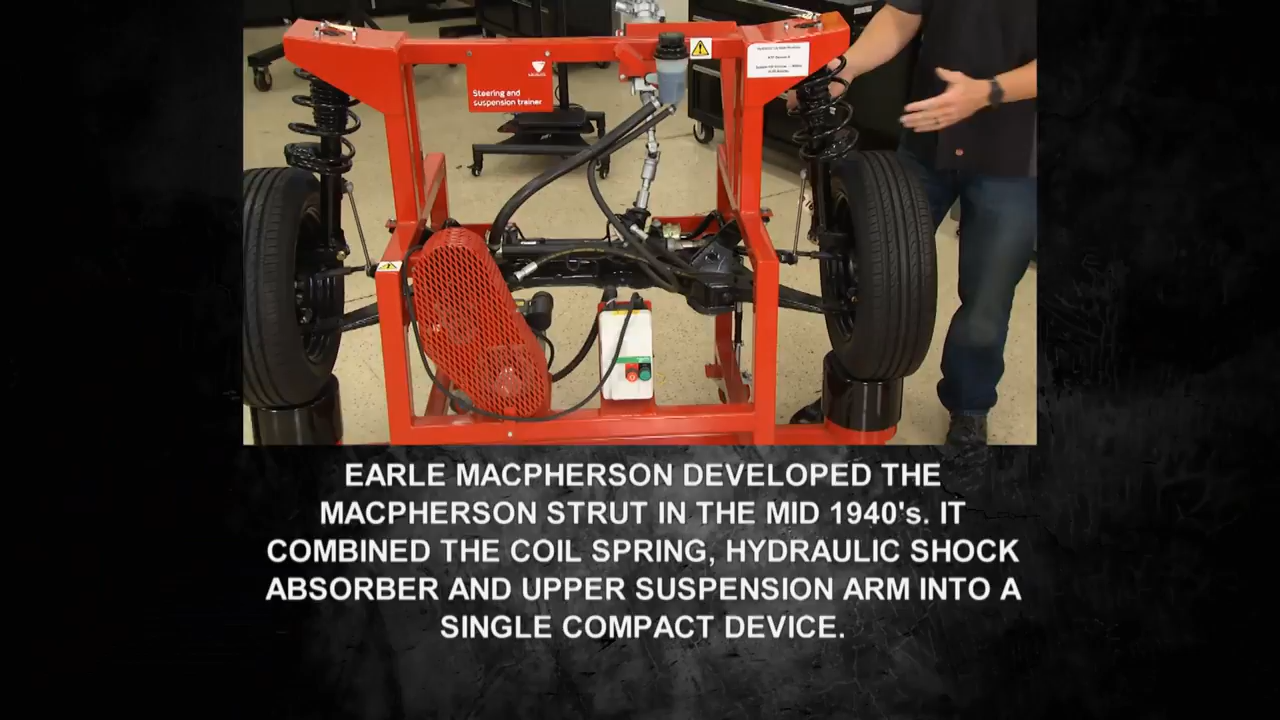 Steering and
suspension trainer
EARLE MACPHERSON DEVELOPED THE
MACPHERSON STRUT IN THE MID 1940's. IT
COMBINED THE COIL SPRING, HYDRAULIC SHOCK
ABSORBER AND UPPER SUSPENSION ARM INTO A
SINGLE COMPACT DEVICE.